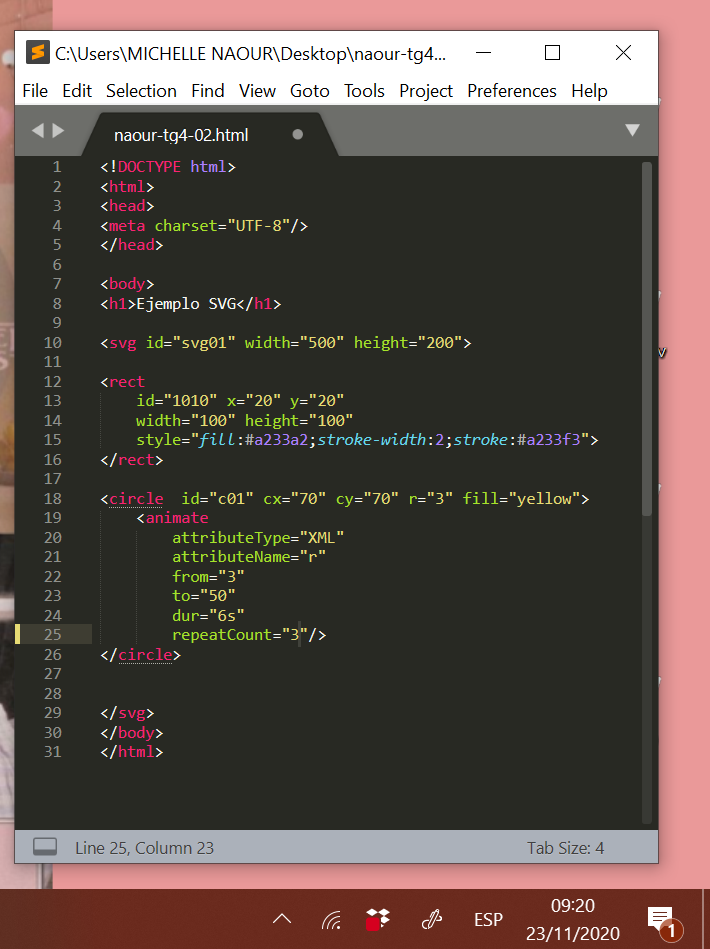 C:\Users\MICHELLE NAOUR\Desktop\naour-tg4...
File Edit Selection Find View Goto Tools Project Preferences Help
naour-tg4-02.html
1 <!DOCTYPE html>
2 <html>
3 <head>
4 <meta charset="UTF-8"/>
5 </head>
6
7 <body>
8 <h1>Ejemplo SVG</h1>
9
10 <svg id="svg01" width="500" height="200">
11
12 <rect
13     id="1010" x="20" y="20"
14     width="100" height="100"
15     style="fill:#a233a2;stroke-width:2;stroke:#a233f3">
16 </rect>
17
18 <circle  id="c01" cx="70" cy="70" r="3" fill="yellow">
19     <animate
20         attributeType="XML"
21         attributeName="r"
22         from="3"
23         to="50"
24         dur="6s"
25         repeatCount="3"/>
26 </circle>
27
28
29 </svg>
30 </body>
31 </html>
Line 25, Column 23 Tab Size: 4
ESP 09:20
23/11/2020 1